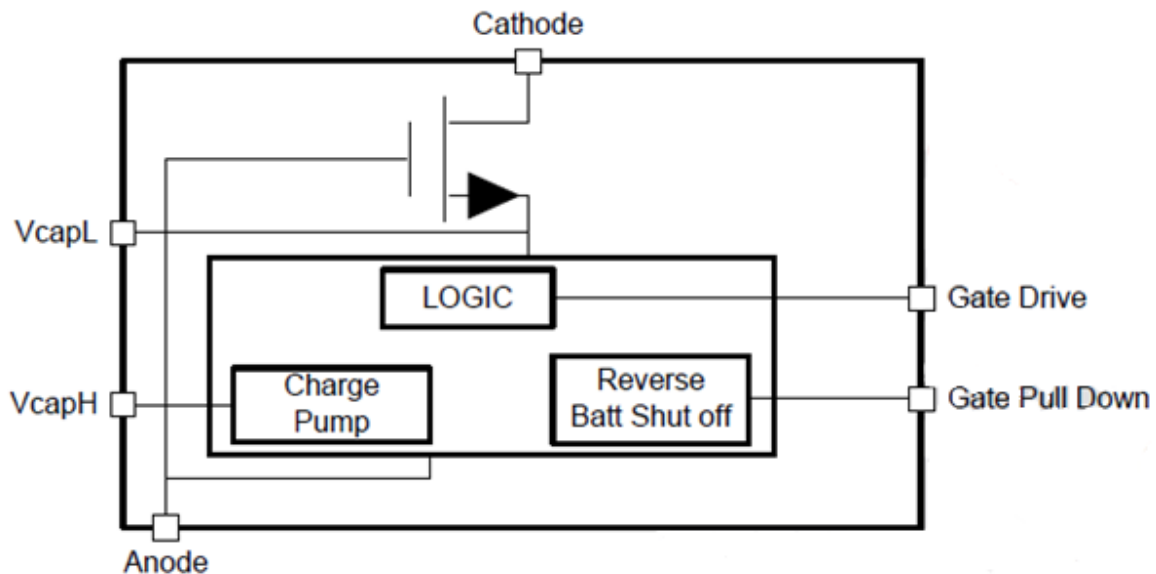 Cathode
VcapL
LOGIC
Gate Drive
VcapH
Charge
Pump
Reverse
Batt Shut off
Gate Pull Down
Anode